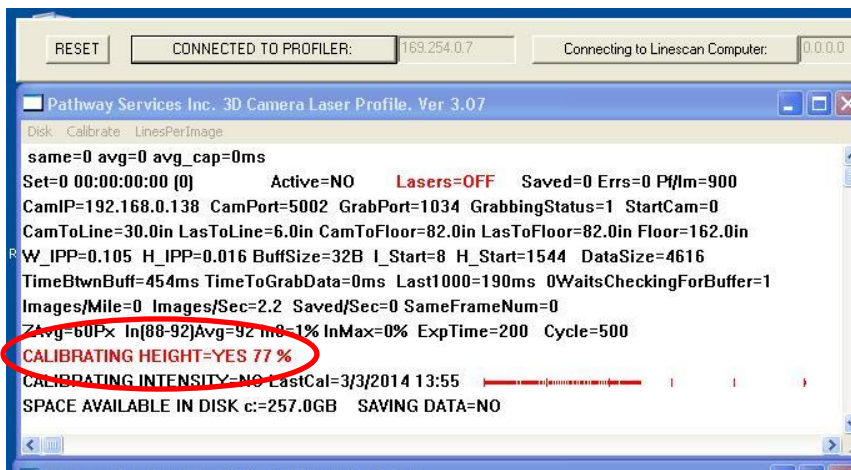 RESET CONNECTED TO PROFILER: 169.254.0.7 Connecting to Linescan Computer: 0.0.0.0
Pathway Services Inc. 3D Camera Laser Profile. Ver 3.07
Disk Calibrate LinesPerImage
same=0 avg=0 avg_cap=0ms
Set=0 00:00:00:00 (0) Active=NO Lasers=OFF Saved=0 Errs=0 Pf/Im=900
CamIP=192.168.0.138 CamPort=5002 GrabPort=1034 GrabbingStatus=1 StartCam=0
CamToLine=30.0in LasToLine=6.0in CamToFloor=82.0in LasToFloor=82.0in Floor=162.0in
R
W_IPP=0.105 H_IPP=0.016 BuffSize=32B I_Start=8 H_Start=1544 DataSize=4616
TimeBtwnBuff=454ms TimeToGrabData=0ms Last1000=190ms 0WaitsCheckingForBuffer=1
Images/Mile=0 Images/Sec=2.2 Saved/Sec=0 SameFrameNum=0
ZAvg=60Px In(88-92)Avg=92 In0=1% InMax=0% ExpTime=200 Cycle=500
CALIBRATING HEIGHT=YES 77 %
CALIBRATING INTENSITY=NO LastCal=3/3/2014 13:55
SPACE AVAILABLE IN DISK c:=257.0GB SAVING DATA=NO